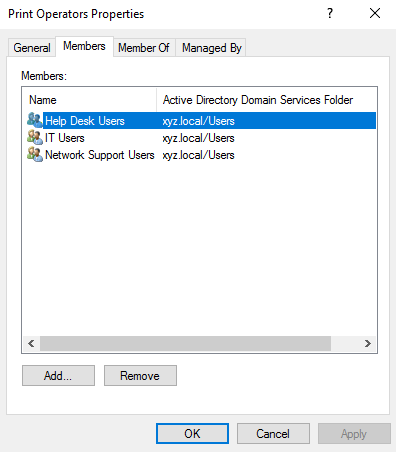 Print Operators Properties ? ×
General Members Member Of Managed By
Members:
Name Active Directory Domain Services Folder
Help Desk Users xyz.local/Users
IT Users xyz.local/Users
Network Support Users xyz.local/Users
Add... Remove
OK Cancel Apply